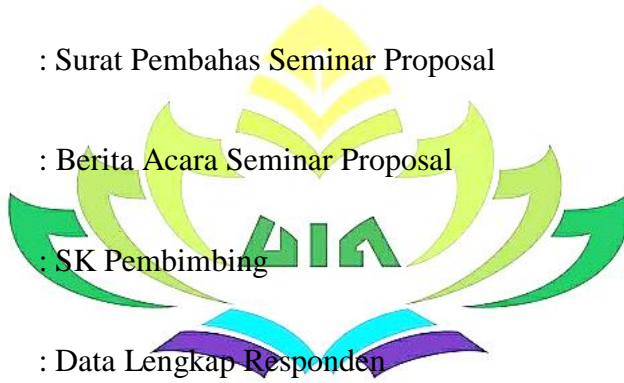 : Surat Pembahas Seminar Proposal
: Berita Acara Seminar Proposal
: SK Pembimbing
: Data Lengkap Responden